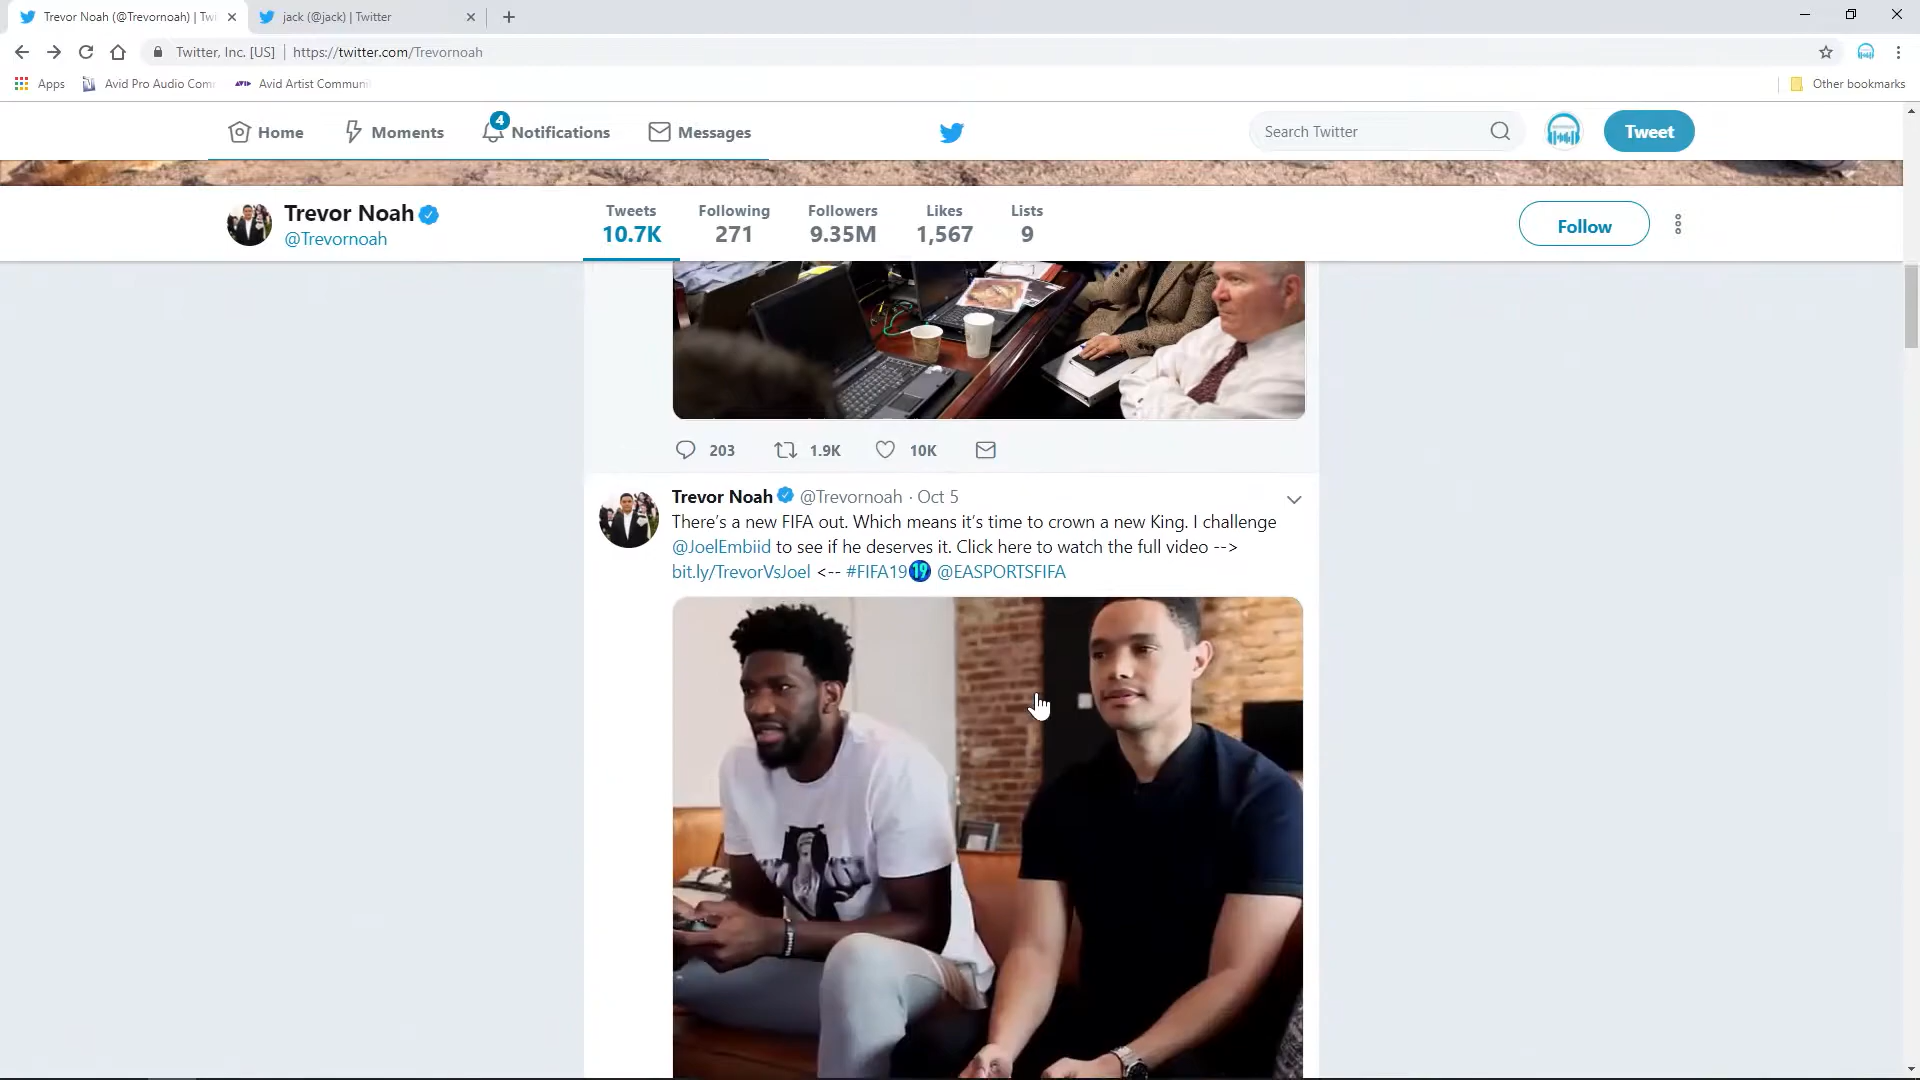 Trevor Noah (@Trevornoah) | Twi
jack (@jack) | Twitter
Twitter, Inc. [US] | https://twitter.com/Trevornoah
Apps
Avid Pro Audio Com
Avid Artist Communi
Other bookmarks
Home
Moments
4
Notifications
Messages
Search Twitter
Tweet
Trevor Noah
@Trevornoah
Tweets
10.7K
Following
271
Followers
9.35M
Likes
1,567
Lists
9
Follow
203
1.9K
10K
Trevor Noah @Trevornoah · Oct 5
There's a new FIFA out. Which means it's time to crown a new King. I challenge
@JoelEmbiid to see if he deserves it. Click here to watch the full video -->
bit.ly/TrevorVsJoel <-- #FIFA19 19 @EASPORTSFIFA